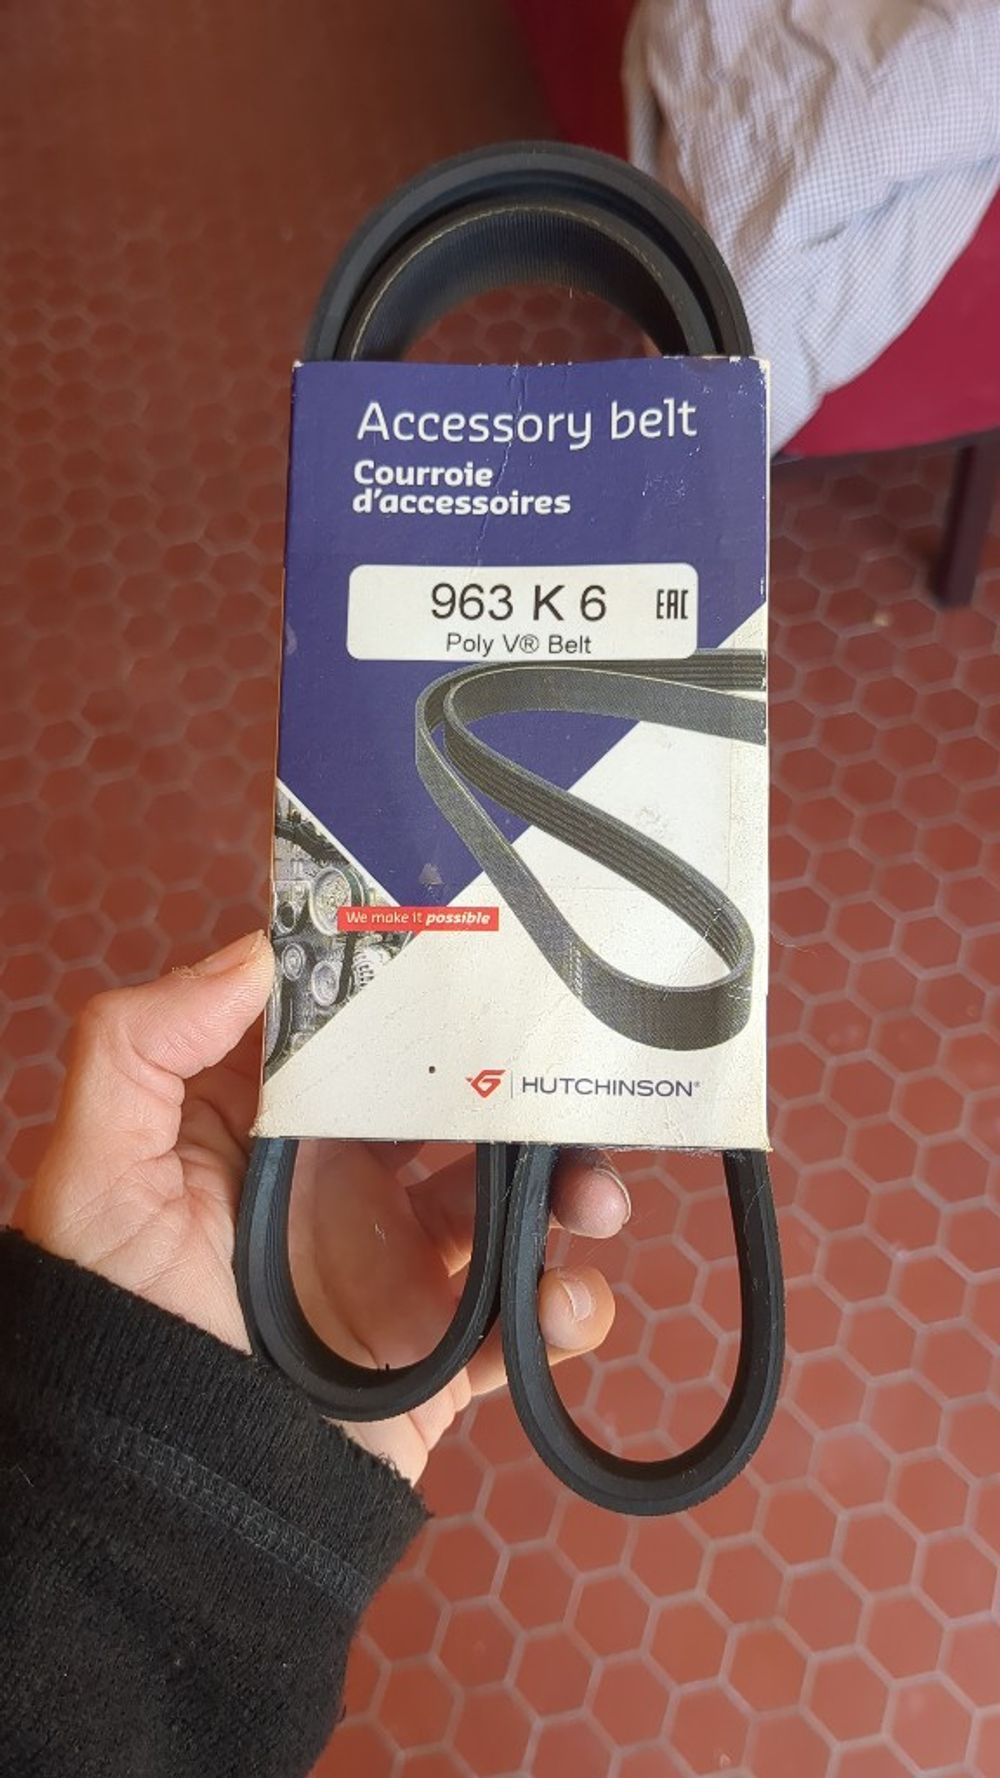 Accessory belt
Courroie
d'accessoires
963 K 6 EAC
Poly V® Belt
We make it possible
HUTCHINSON®